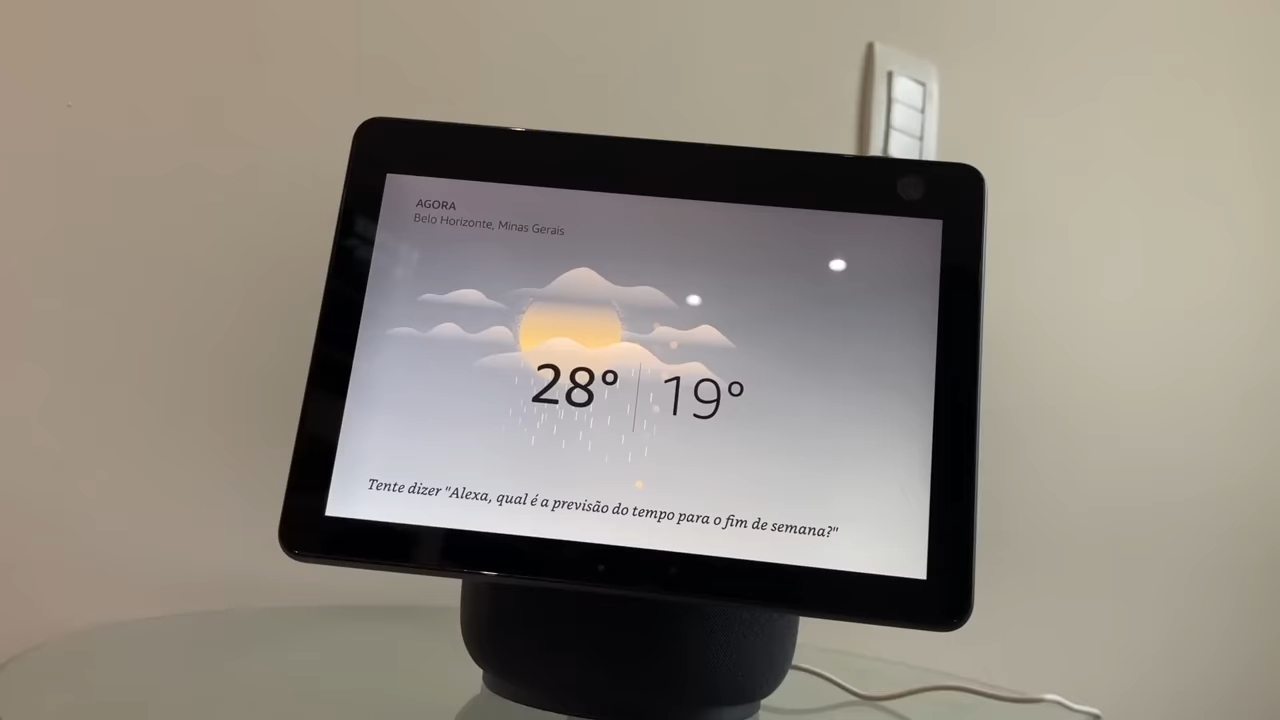 AGORA
Belo Horizonte, Minas Gerais
28° 19°
Tente dizer "Alexa, qual é a previsão do tempo para o fim de semana?"